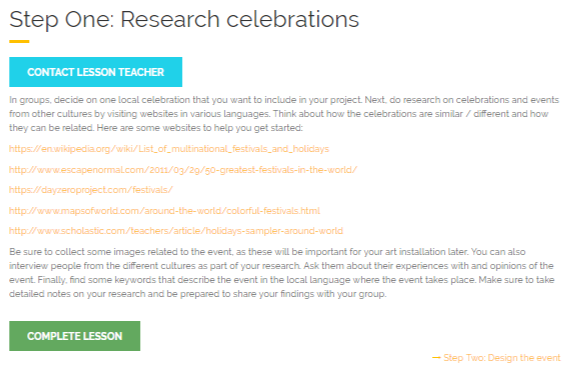 Step One: Research celebrations
CONTACT LESSON TEACHER
In groups, decide on one local celebration that you want to include in your project. Next, do research on celebrations and events
from other cultures by visiting websites in various languages. Think about how the celebrations are similar / different and how
they can be related. Here are some websites to help you get started:
https://en.wikipedia.org/wiki/List_of_multinational_festivals_and_holidays
http://www.escapenormal.com/2011/03/29/50-greatest-festivals-in-the-world/
https://dayzeroproject.com/festivals/
http://www.mapsofworld.com/around-the-world/colorful-festivals.html
http://www.scholastic.com/teachers/article/holidays-sampler-around-world
Be sure to collect some images related to the event, as these will be important for your art installation later. You can also
interview people from the different cultures as part of your research. Ask them about their experiences with and opinions of the
event. Finally, find some keywords that describe the event in the local language where the event takes place. Make sure to take
detailed notes on your research and be prepared to share your findings with your group.
COMPLETE LESSON
→ Step Two: Design the event